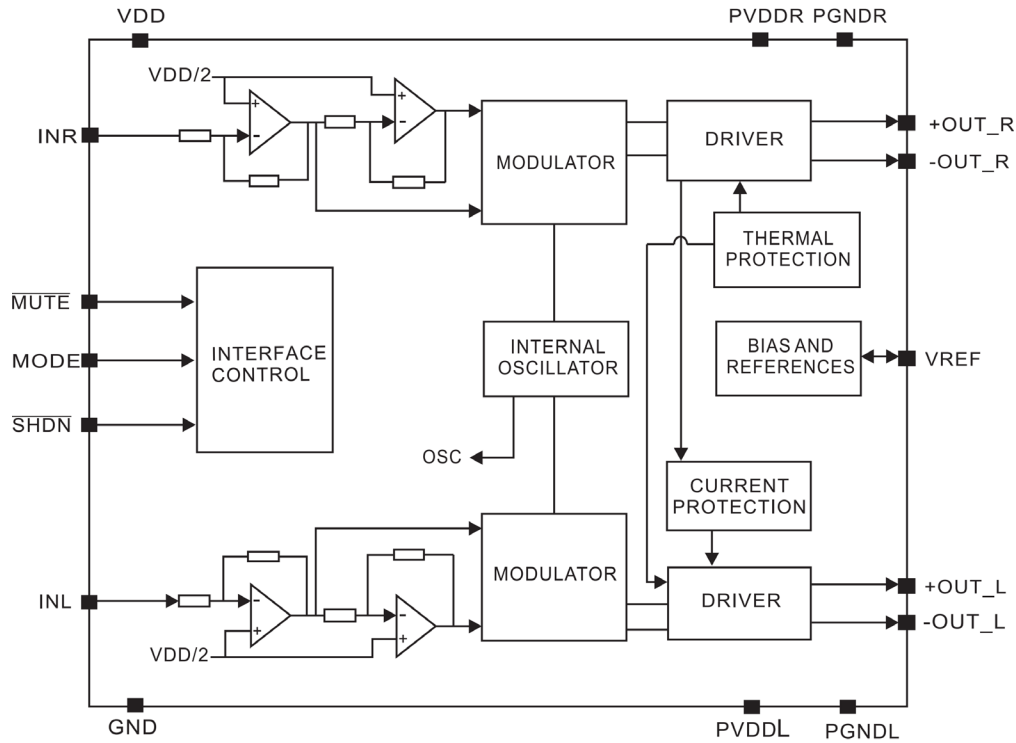 VDD
PVDDR
PGNDR
VDD/2
+
-
+
-
INR
MODULATOR
DRIVER
+OUT_R
-OUT_R
THERMAL
PROTECTION
MUTE
MODE
SHDN
INTERFACE
CONTROL
INTERNAL
OSCILLATOR
BIAS AND
REFERENCES
VREF
OSC
CURRENT
PROTECTION
INL
-
+
-
+
VDD/2
MODULATOR
DRIVER
+OUT_L
-OUT_L
GND
PVDDL
PGNDL